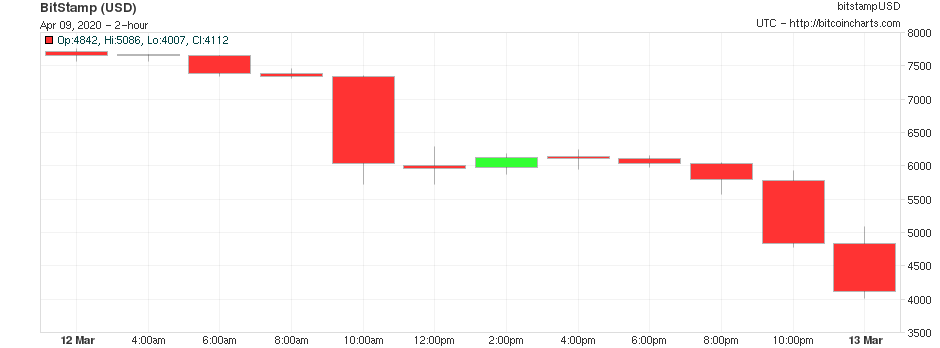 BitStamp (USD)
bitstampUSD
Apr 09, 2020 - 2-hour
UTC - http://bitcoincharts.com
Op:4842, Hi:5086, Lo:4007, Cl:4112
8000
7500
7000
6500
6000
5500
5000
4500
4000
3500
12 Mar 4:00am 6:00am 8:00am 10:00am 12:00pm 2:00pm 4:00pm 6:00pm 8:00pm 10:00pm 13 Mar